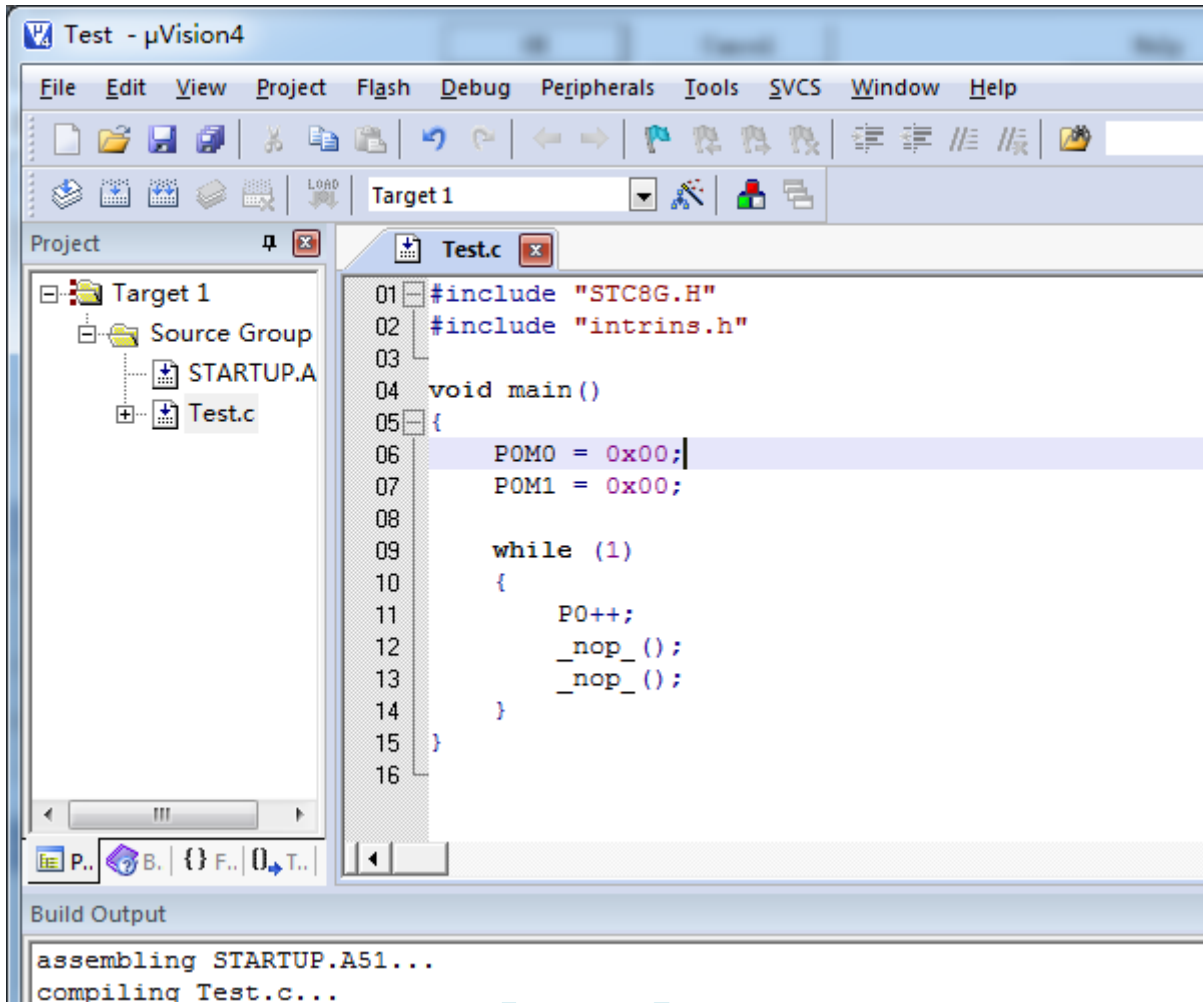 Test - µVision4
File Edit View Project Flash Debug Peripherals Tools SVCS Window Help
LOAD
Target 1
Project
Test.c
Target 1
Source Group
STARTUP.A
Test.c
01 #include "STC8G.H"
02 #include "intrins.h"
03
04 void main()
05 {
06 P0M0 = 0x00;
07 P0M1 = 0x00;
08
09 while (1)
10 {
11 P0++;
12 _nop_();
13 _nop_();
14 }
15 }
16
P.. B. {} F.. 0 T..
Build Output
assembling STARTUP.A51...
compiling Test.c...